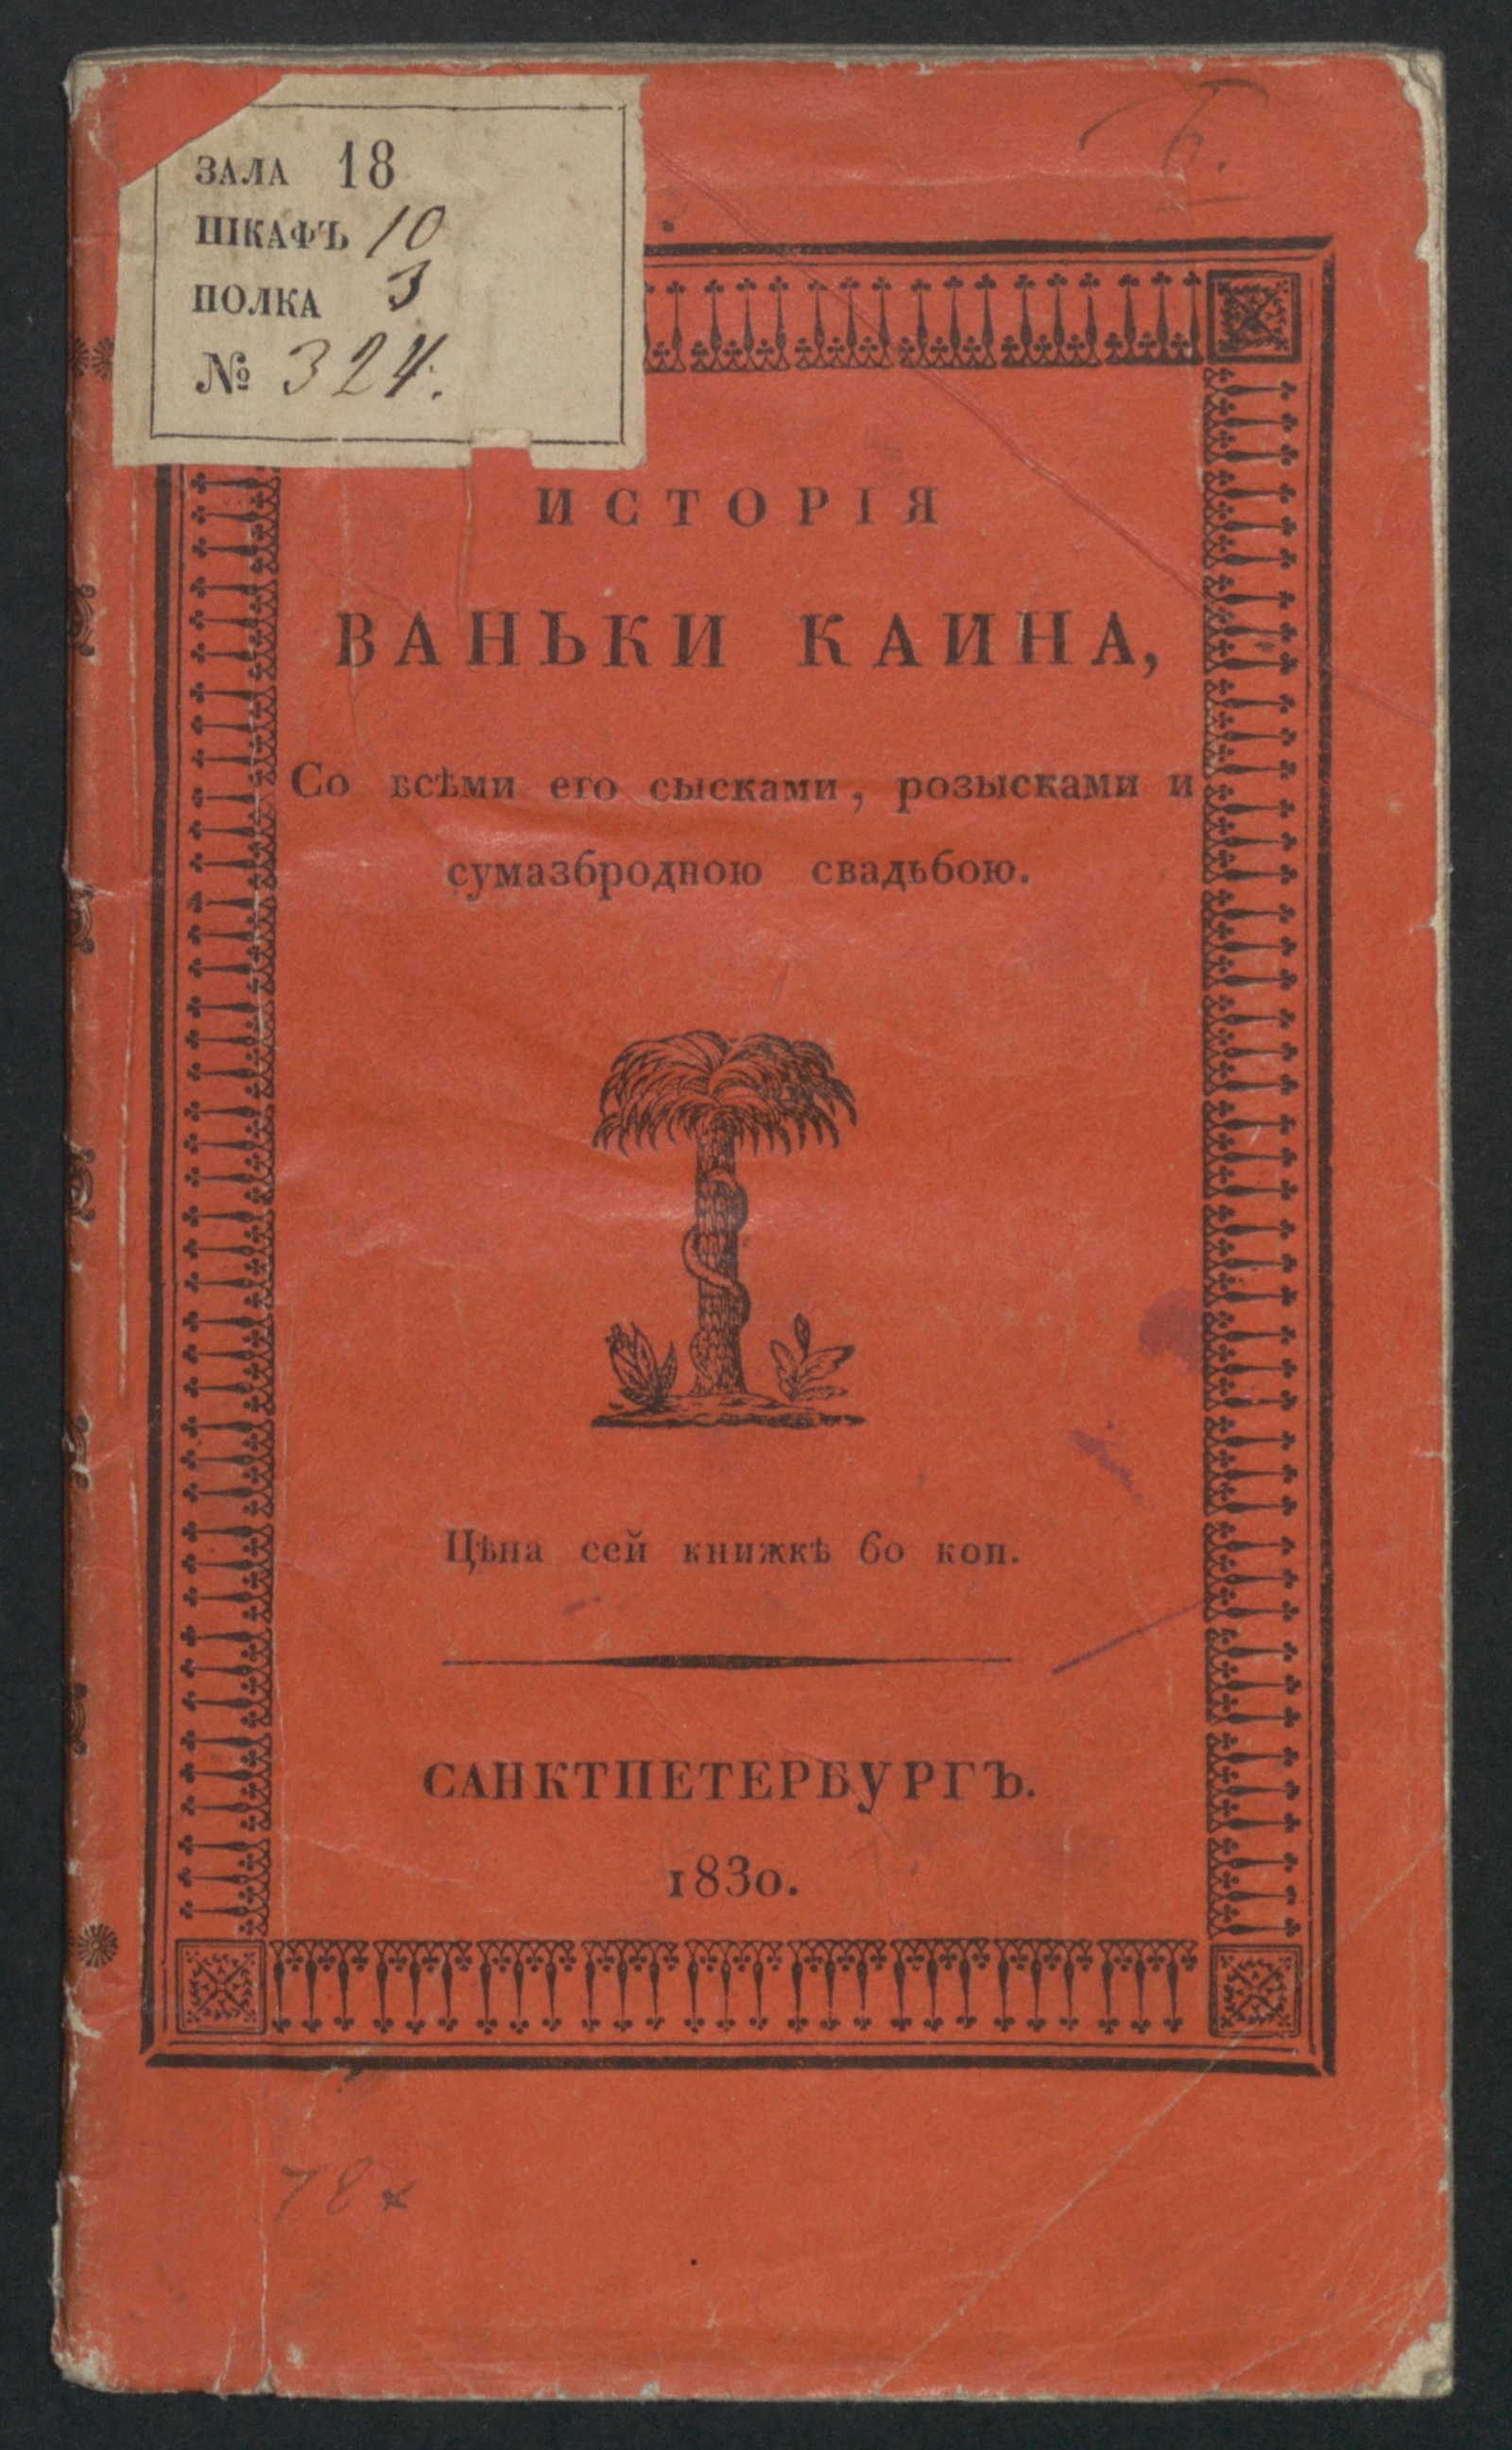 ЗАЛА 18
ШКАФЪ 10
ПОЛКА 3
№ 324.
ИСТОРІЯ
ВАНЬКИ КАИНА,
Со всѣми его сысками, розысками и
сумазбродною свадьбою.
Цѣна сей книжкѣ 60 коп.
САНКТПЕТЕРБУРГЪ.
1830.